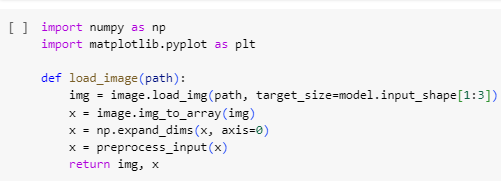 [ ] import numpy as np
import matplotlib.pyplot as plt
def load_image(path):
img = image.load_img(path, target_size=model.input_shape[1:3])
x = image.img_to_array(img)
x = np.expand_dims(x, axis=0)
x = preprocess_input(x)
return img, x